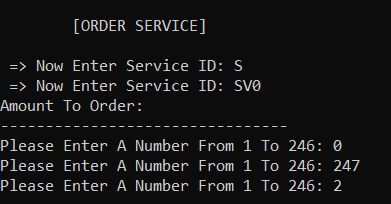 [ORDER SERVICE]
=> Now Enter Service ID: S
=> Now Enter Service ID: SV0
Amount To Order:
--------------------------------
Please Enter A Number From 1 To 246: 0
Please Enter A Number From 1 To 246: 247
Please Enter A Number From 1 To 246: 2